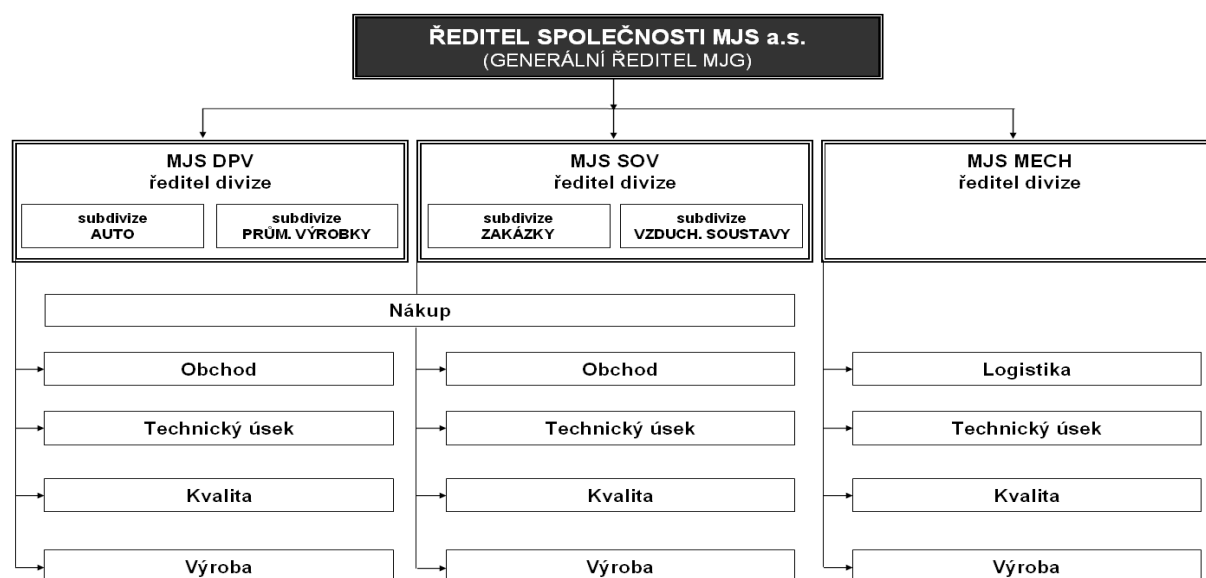 ŘEDITEL SPOLEČNOSTI MJS a.s.
(GENERÁLNÍ ŘEDITEL MJG)
MJS DPV
ředitel divize
subdivize
AUTO
subdivize
PRŮM. VÝROBKY
MJS SOV
ředitel divize
subdivize
ZAKÁZKY
subdivize
VZDUCH. SOUSTAVY
MJS MECH
ředitel divize
Nákup
Obchod
Obchod
Logistika
Technický úsek
Technický úsek
Technický úsek
Kvalita
Kvalita
Kvalita
Výroba
Výroba
Výroba